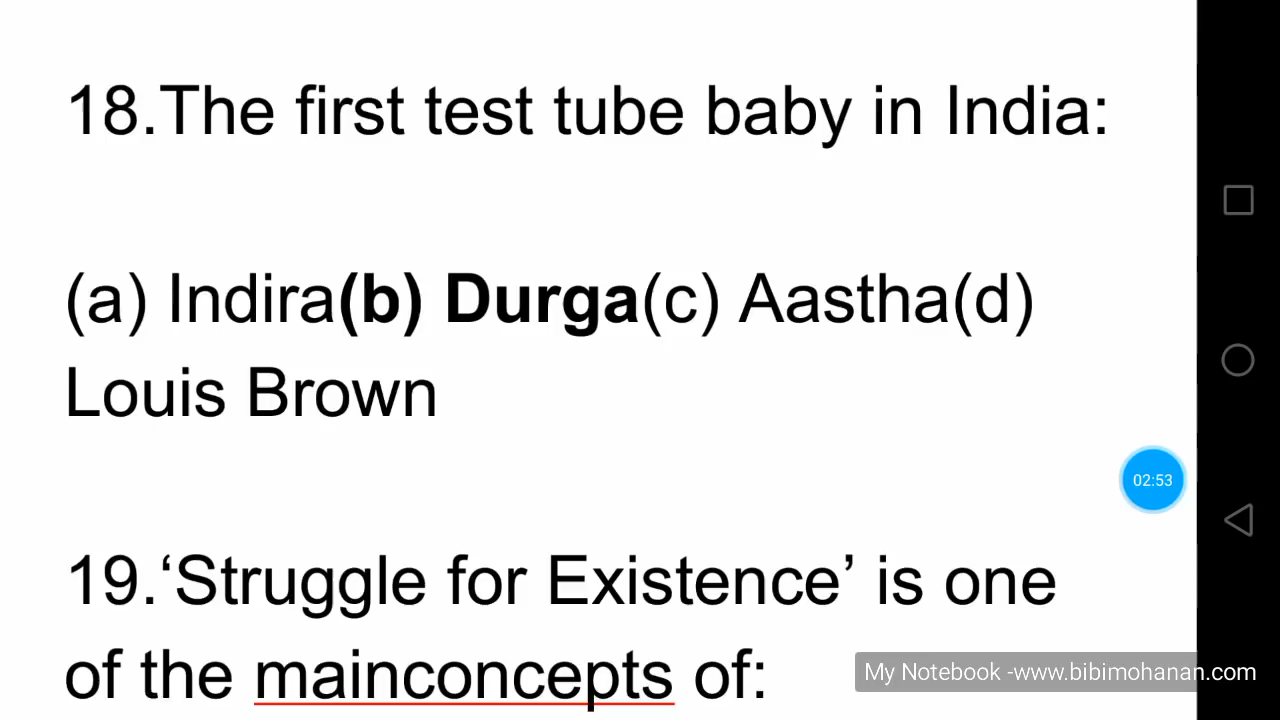 18.The first test tube baby in India:
(a) Indira(b) Durga(c) Aastha(d)
Louis Brown
02:53
19.‘Struggle for Existence’ is one
of the mainconcepts of:
My Notebook -www.bibimohanan.com